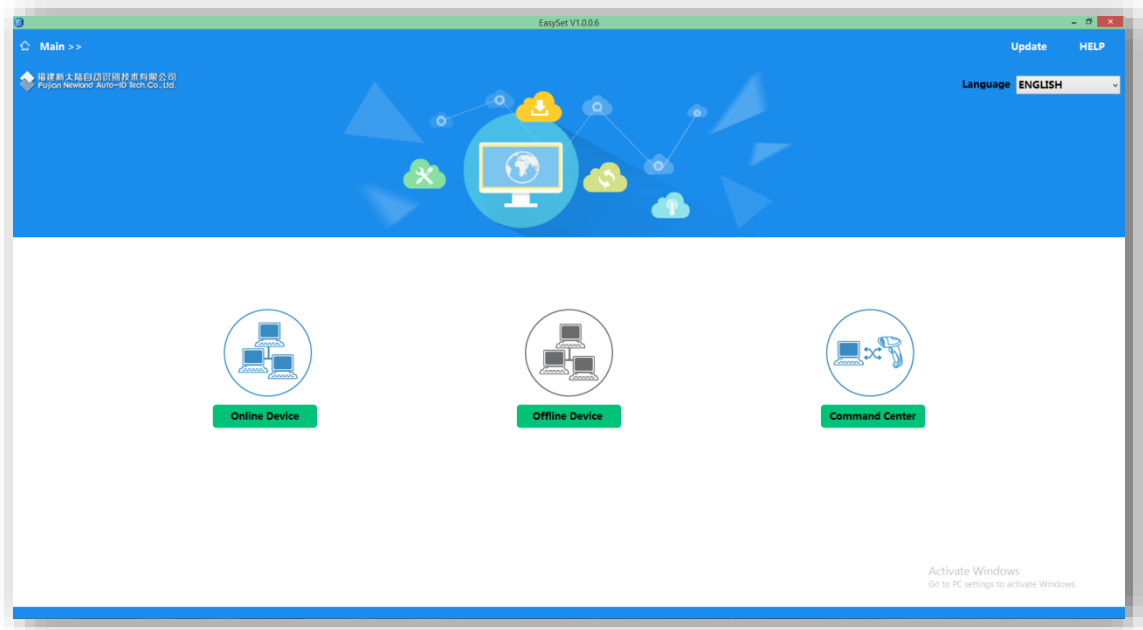 EasySet V1.0.0.6
Main >>
Update HELP
福建新大陆自动识别技术有限公司
Fujian Newland Auto-ID Tech.Co.,Ltd.
Language ENGLISH
Online Device
Offline Device
Command Center
Activate Windows
Go to PC settings to activate Windows.